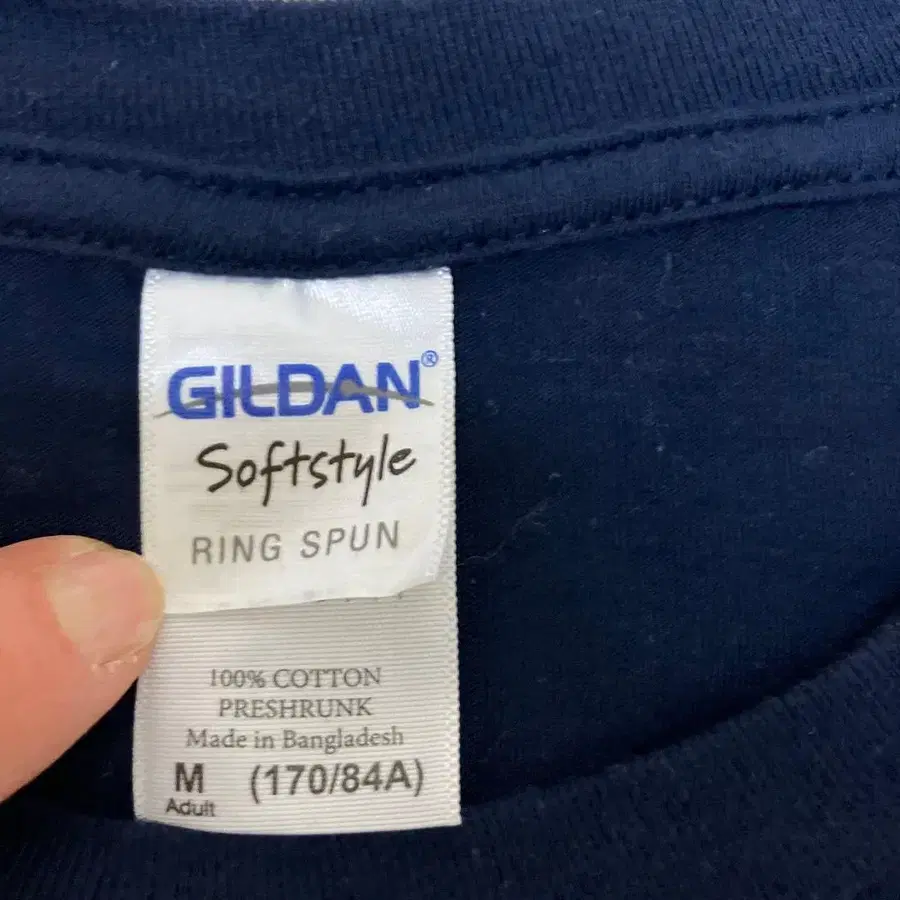 GILDAN®
Softstyle
RING SPUN
100% COTTON
PRESHRUNK
Made in Bangladesh
M (170/84A)
Adult